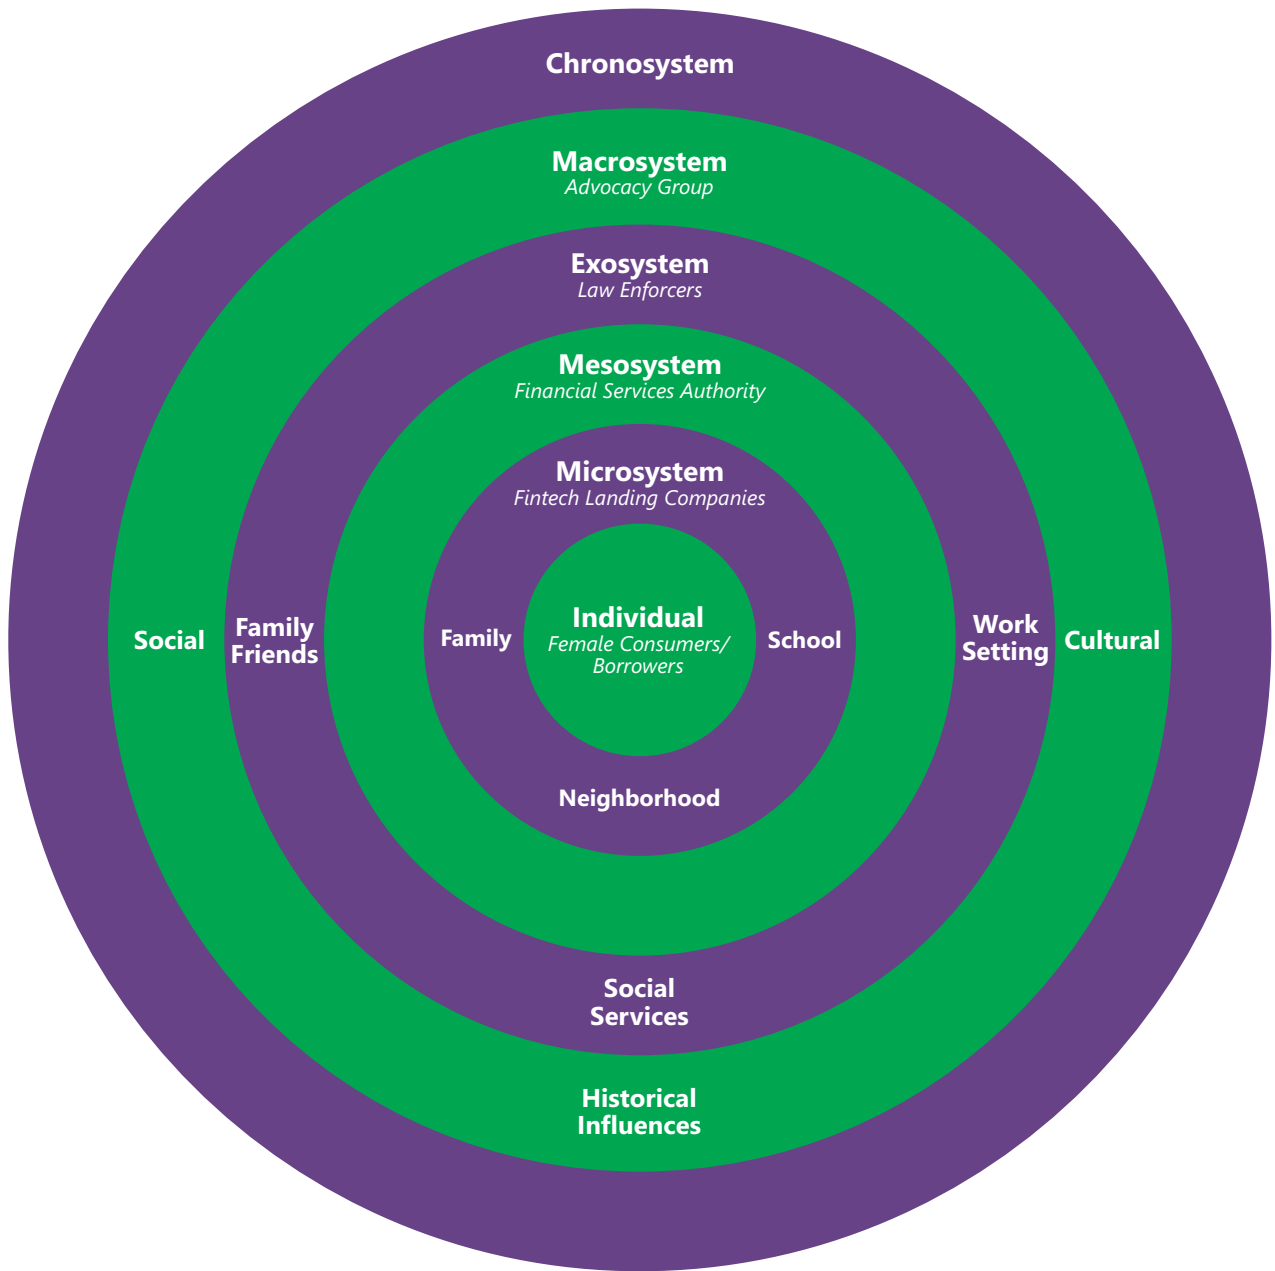 Chronosystem
Macrosystem
Advocacy Group
Exosystem
Law Enforcers
Mesosystem
Financial Services Authority
Microsystem
Fintech Landing Companies
Individual
Female Consumers/
Borrowers
Social
Family
Friends
Family
School
Work
Setting
Cultural
Neighborhood
Social
Services
Historical
Influences